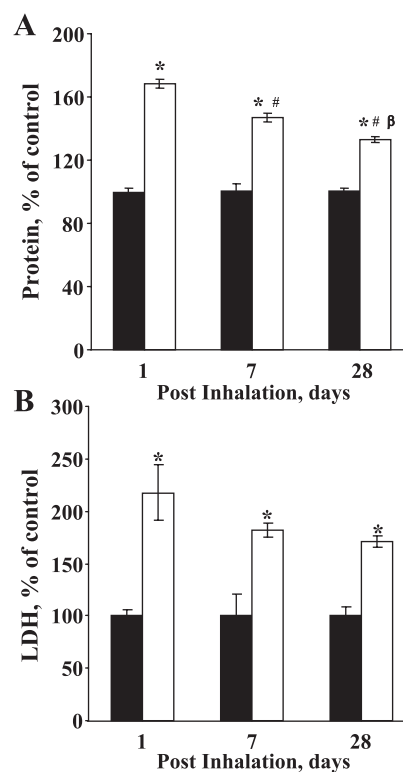 A
200
160
120
80
40
0
Protein, % of control
*
* #
* # β
1 7 28
Post Inhalation, days
B
300
250
200
150
100
50
0
LDH, % of control
*
*
*
1 7 28
Post Inhalation, days